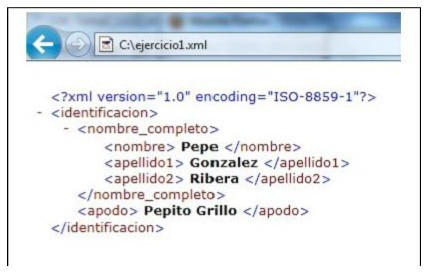 C:\ejercicio1.xml
<?xml version="1.0" encoding="ISO-8859-1"?>
- <identificacion>
- <nombre_completo>
<nombre> Pepe </nombre>
<apellido1> Gonzalez </apellido1>
<apellido2> Ribera </apellido2>
</nombre_completo>
<apodo> Pepito Grillo </apodo>
</identificacion>